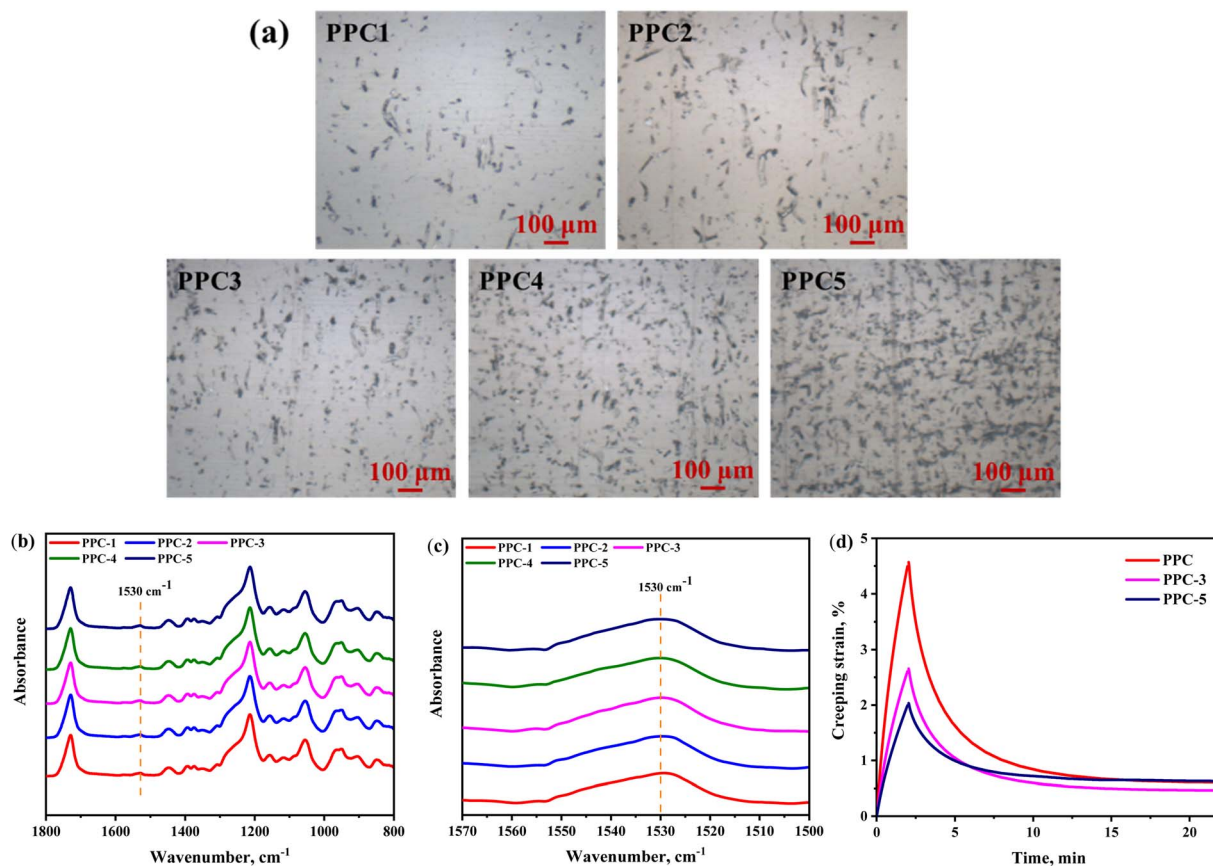 (a)
PPC1
100 µm
PPC2
100 µm
PPC3
100 µm
PPC4
100 µm
PPC5
100 µm
(b)
PPC-1 PPC-2 PPC-3
PPC-4 PPC-5
1530 cm⁻¹
Absorbance
1800 1600 1400 1200 1000 800
Wavenumber, cm⁻¹
(c)
PPC-1 PPC-2 PPC-3
PPC-4 PPC-5
1530 cm⁻¹
Absorbance
1570 1560 1550 1540 1530 1520 1510 1500
Wavenumber, cm⁻¹
(d)
PPC
PPC-3
PPC-5
Creeping strain, %
5
4
3
2
1
0
0 5 10 15 20
Time, min